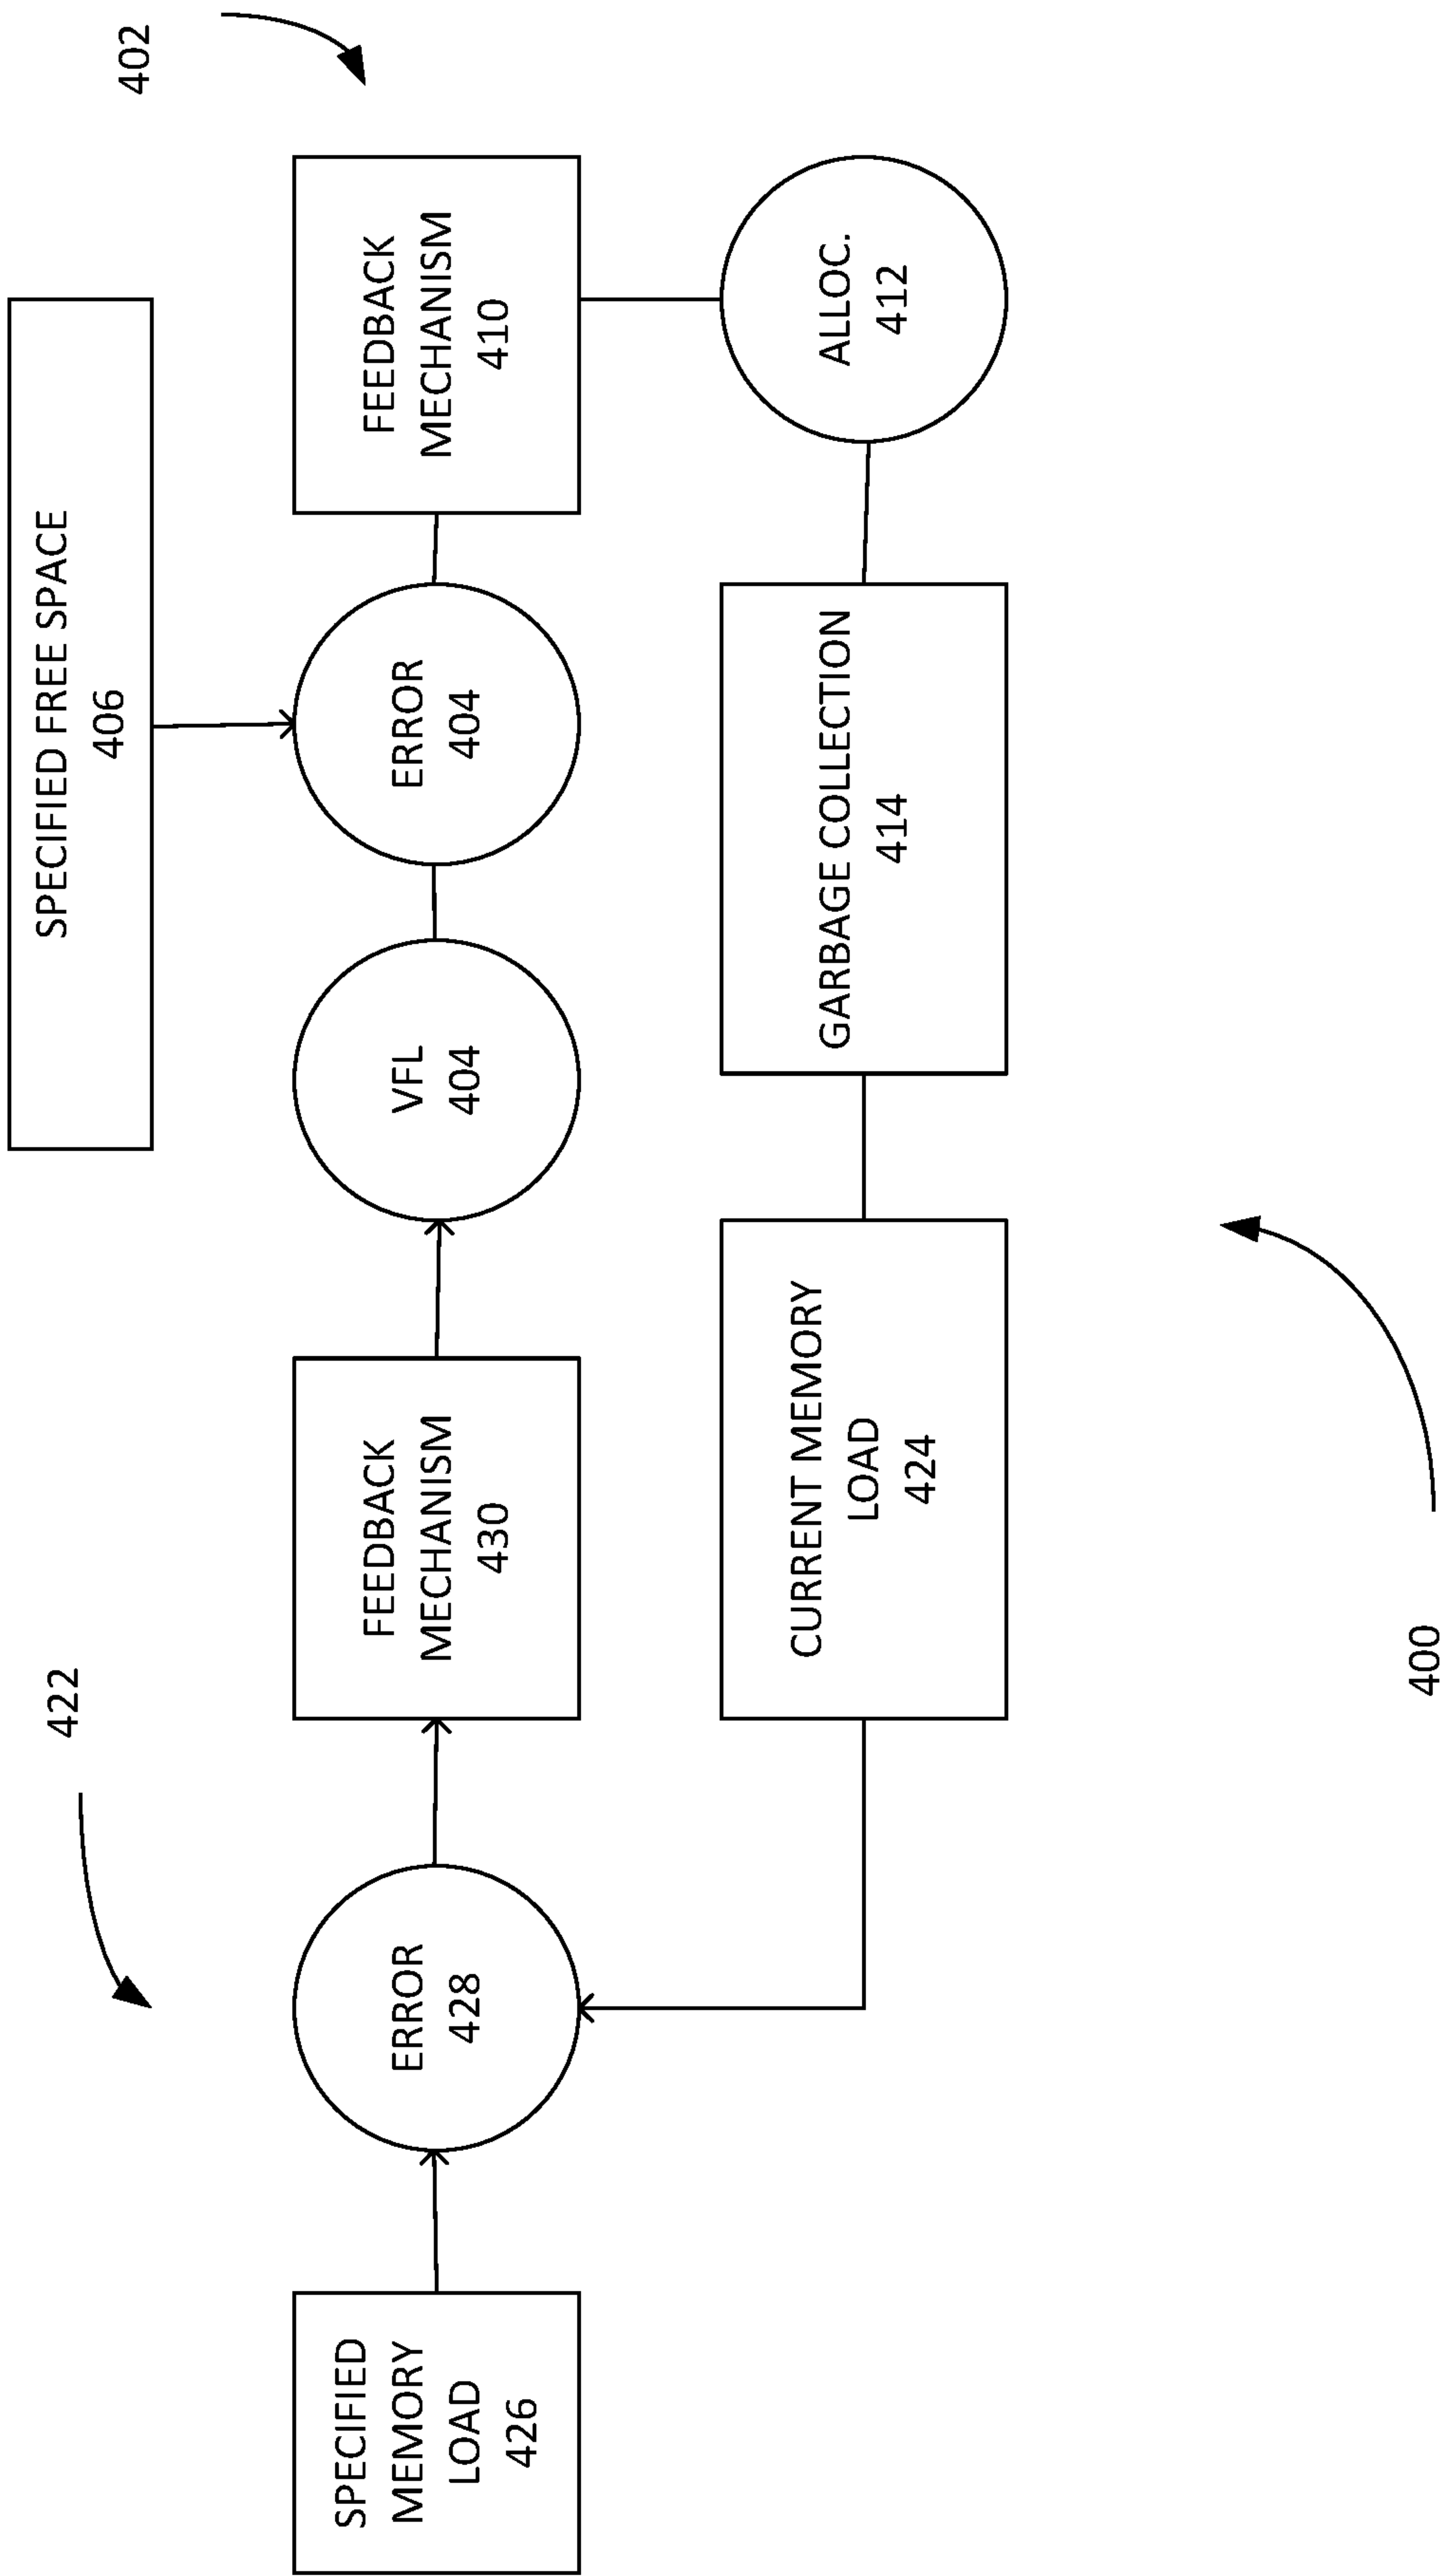 402
SPECIFIED FREE SPACE
406
422
SPECIFIED
MEMORY
LOAD
426
ERROR
428
FEEDBACK
MECHANISM
430
VFL
404
ERROR
404
FEEDBACK
MECHANISM
410
CURRENT MEMORY
LOAD
424
GARBAGE COLLECTION
414
ALLOC.
412
400